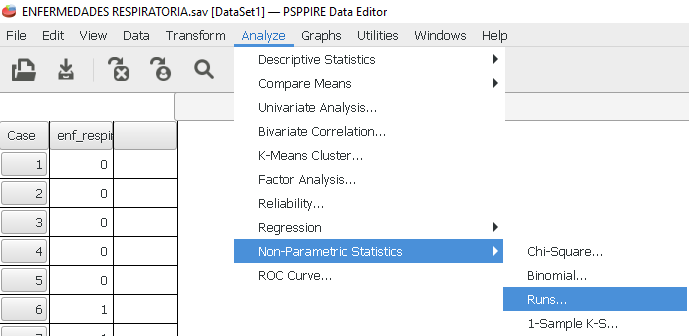 ENFERMEDADES RESPIRATORIA.sav [DataSet1] — PSPPIRE Data Editor
File Edit View Data Transform Analyze Graphs Utilities Windows Help
Descriptive Statistics
Compare Means
Univariate Analysis...
Bivariate Correlation...
K-Means Cluster...
Factor Analysis...
Reliability...
Regression
Non-Parametric Statistics
ROC Curve...
Chi-Square...
Binomial...
Runs...
1-Sample K-S...
Case enf_respir
1 0
2 0
3 0
4 0
5 0
6 1